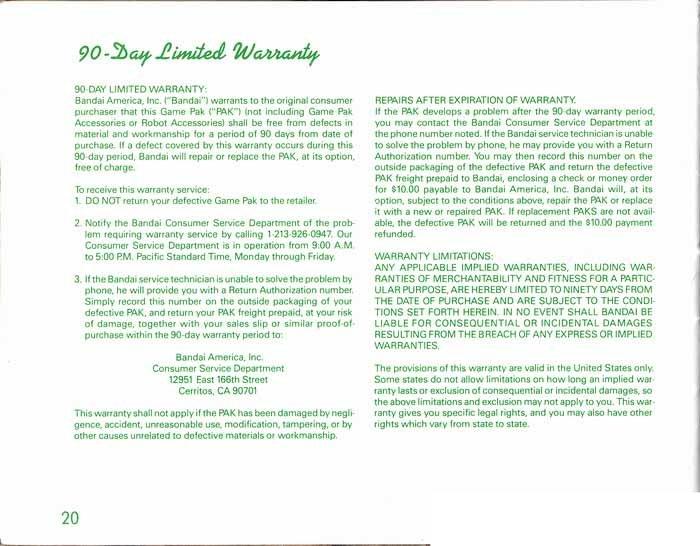 90-Day Limited Warranty
90-DAY LIMITED WARRANTY:
Bandai America, Inc. ("Bandai") warrants to the original consumer
purchaser that this Game Pak ("PAK") (not including Game Pak
Accessories or Robot Accessories) shall be free from defects in
material and workmanship for a period of 90 days from date of
purchase. If a defect covered by this warranty occurs during this
90-day period, Bandai will repair or replace the PAK, at its option,
free of charge.
To receive this warranty service:
1. DO NOT return your defective Game Pak to the retailer.
2. Notify the Bandai Consumer Service Department of the prob-
lem requiring warranty service by calling 1-213-926-0947. Our
Consumer Service Department is in operation from 9:00 A.M.
to 5:00 P.M. Pacific Standard Time, Monday through Friday.
3. If the Bandai service technician is unable to solve the problem by
phone, he will provide you with a Return Authorization number.
Simply record this number on the outside packaging of your
defective PAK, and return your PAK freight prepaid, at your risk
of damage, together with your sales slip or similar proof-of-
purchase within the 90-day warranty period to:
Bandai America, Inc.
Consumer Service Department
12951 East 166th Street
Cerritos, CA 90701
This warranty shall not apply if the PAK has been damaged by negli-
gence, accident, unreasonable use, modification, tampering, or by
other causes unrelated to defective materials or workmanship.
REPAIRS AFTER EXPIRATION OF WARRANTY.
If the PAK develops a problem after the 90-day warranty period,
you may contact the Bandai Consumer Service Department at
the phone number noted. If the Bandai service technician is unable
to solve the problem by phone, he may provide you with a Return
Authorization number. You may then record this number on the
outside packaging of the defective PAK and return the defective
PAK freight prepaid to Bandai, enclosing a check or money order
for $10.00 payable to Bandai America, Inc. Bandai will, at its
option, subject to the conditions above, repair the PAK or replace
it with a new or repaired PAK. If replacement PAKS are not avail-
able, the defective PAK will be returned and the $10.00 payment
refunded.
WARRANTY LIMITATIONS:
ANY APPLICABLE IMPLIED WARRANTIES, INCLUDING WAR-
RANTIES OF MERCHANTABILITY AND FITNESS FOR A PARTIC-
ULAR PURPOSE, ARE HEREBY LIMITED TO NINETY DAYS FROM
THE DATE OF PURCHASE AND ARE SUBJECT TO THE CONDI-
TIONS SET FORTH HEREIN. IN NO EVENT SHALL BANDAI BE
LIABLE FOR CONSEQUENTIAL OR INCIDENTAL DAMAGES
RESULTING FROM THE BREACH OF ANY EXPRESS OR IMPLIED
WARRANTIES.
The provisions of this warranty are valid in the United States only.
Some states do not allow limitations on how long an implied war-
ranty lasts or exclusion of consequential or incidental damages, so
the above limitations and exclusion may not apply to you. This war-
ranty gives you specific legal rights, and you may also have other
rights which vary from state to state.
20